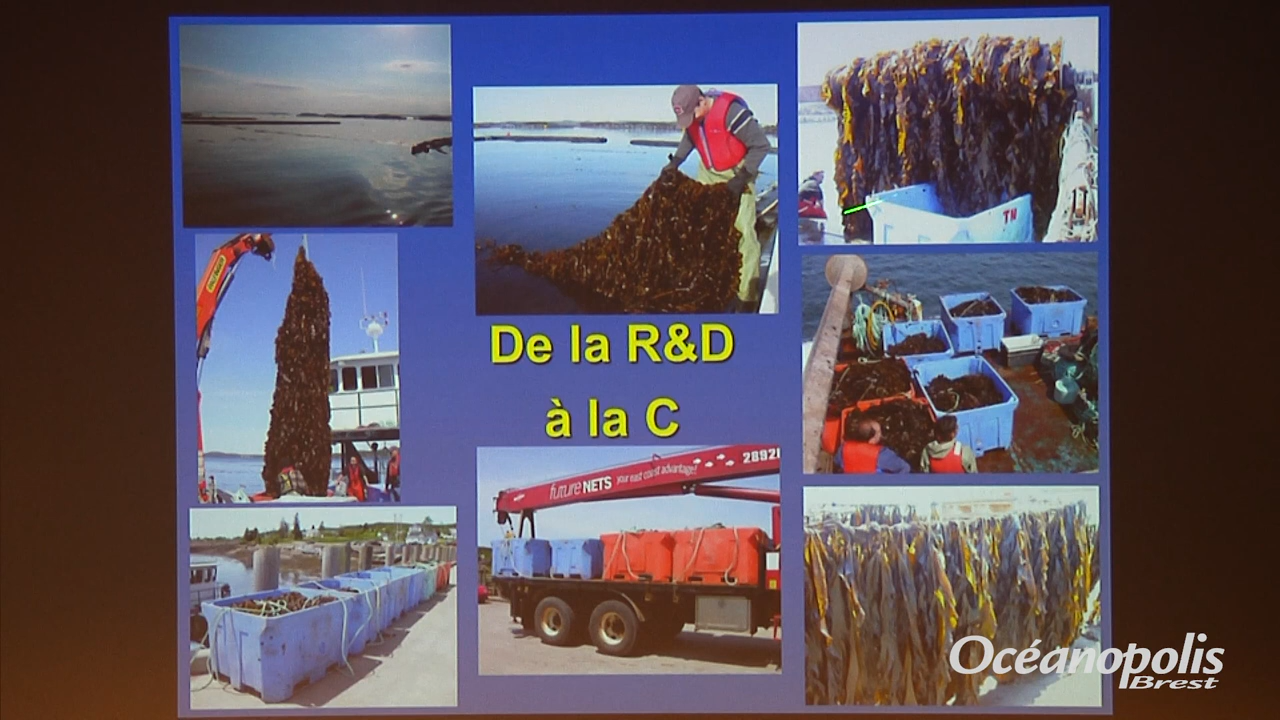 De la R&D
à la C
TN
future NETS your east coast advantage!
2892
Océanopolis
Brest